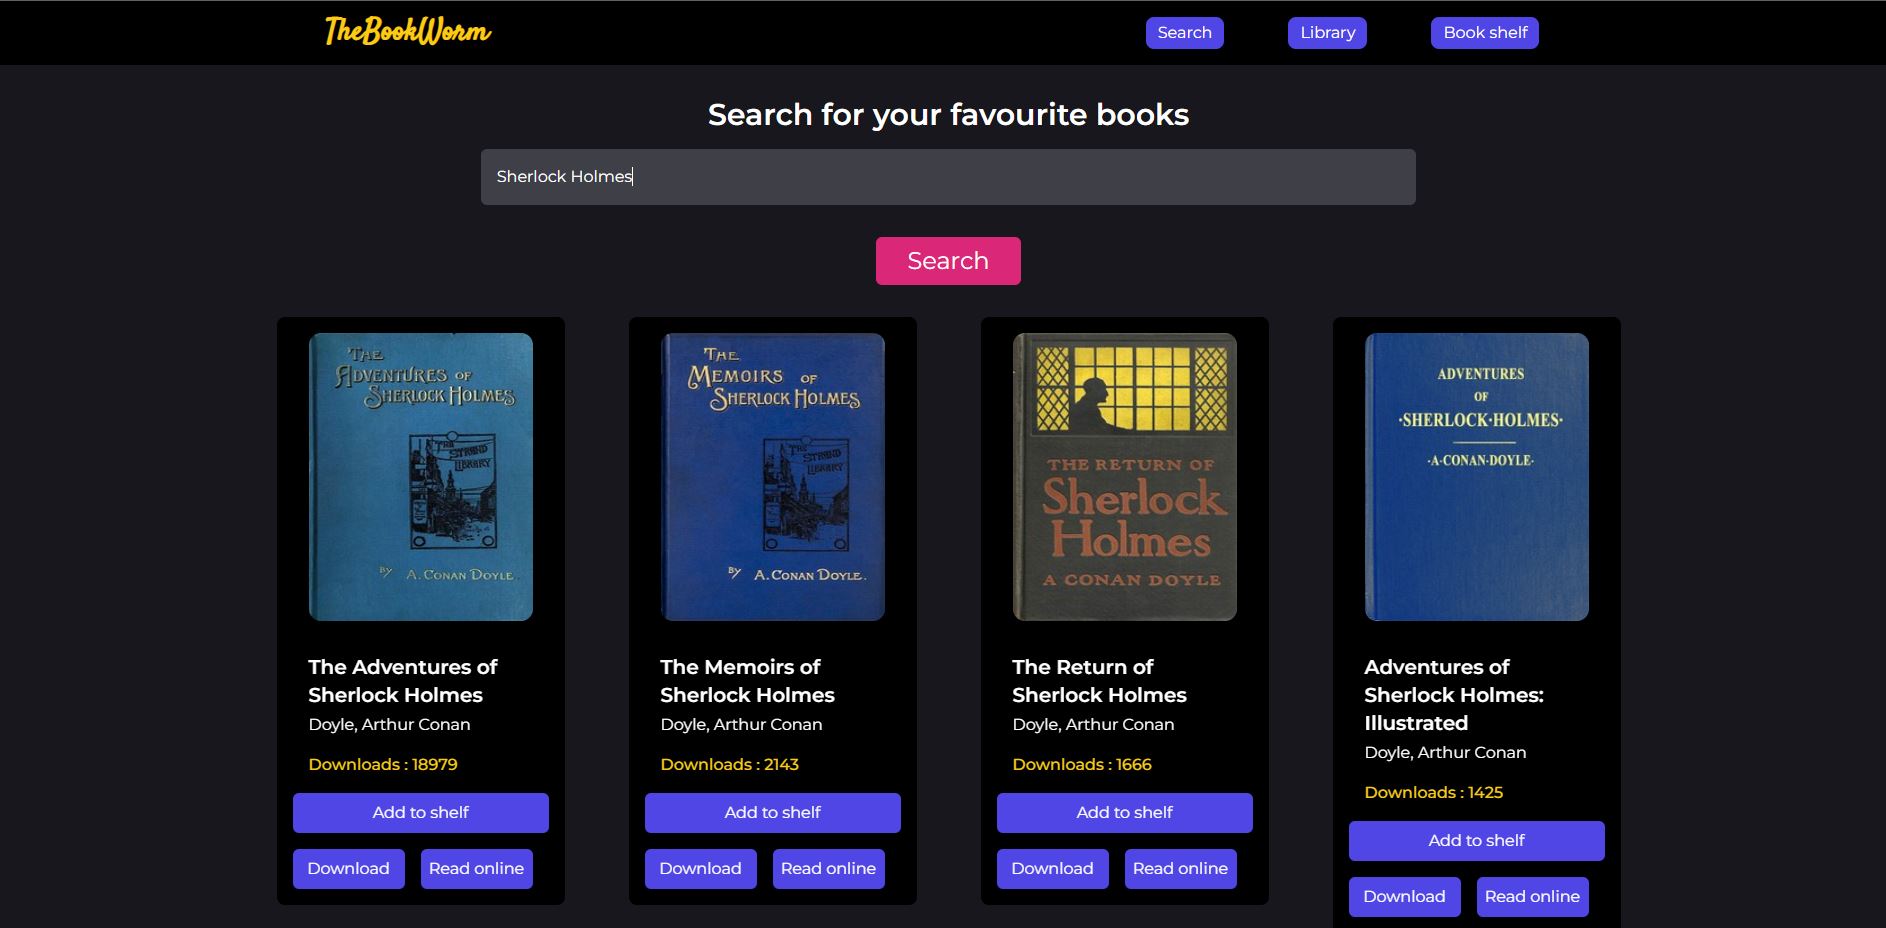 TheBookWorm
Search
Library
Book shelf
Search for your favourite books
Sherlock Holmes
Search
THE
ADVENTURES OF
SHERLOCK HOLMES
THE
STRAND
LIBRARY
BY A. CONAN DOYLE
The Adventures of
Sherlock Holmes
Doyle, Arthur Conan
Downloads : 18979
Add to shelf
Download
Read online
THE
MEMOIRS OF
SHERLOCK HOLMES
THE
STRAND
LIBRARY
BY A. CONAN DOYLE.
The Memoirs of
Sherlock Holmes
Doyle, Arthur Conan
Downloads : 2143
Add to shelf
Download
Read online
THE RETURN OF
Sherlock
Holmes
A CONAN DOYLE
The Return of
Sherlock Holmes
Doyle, Arthur Conan
Downloads : 1666
Add to shelf
Download
Read online
ADVENTURES
OF
·SHERLOCK·HOLMES·
·A·CONAN·DOYLE·
Adventures of
Sherlock Holmes:
Illustrated
Doyle, Arthur Conan
Downloads : 1425
Add to shelf
Download
Read online